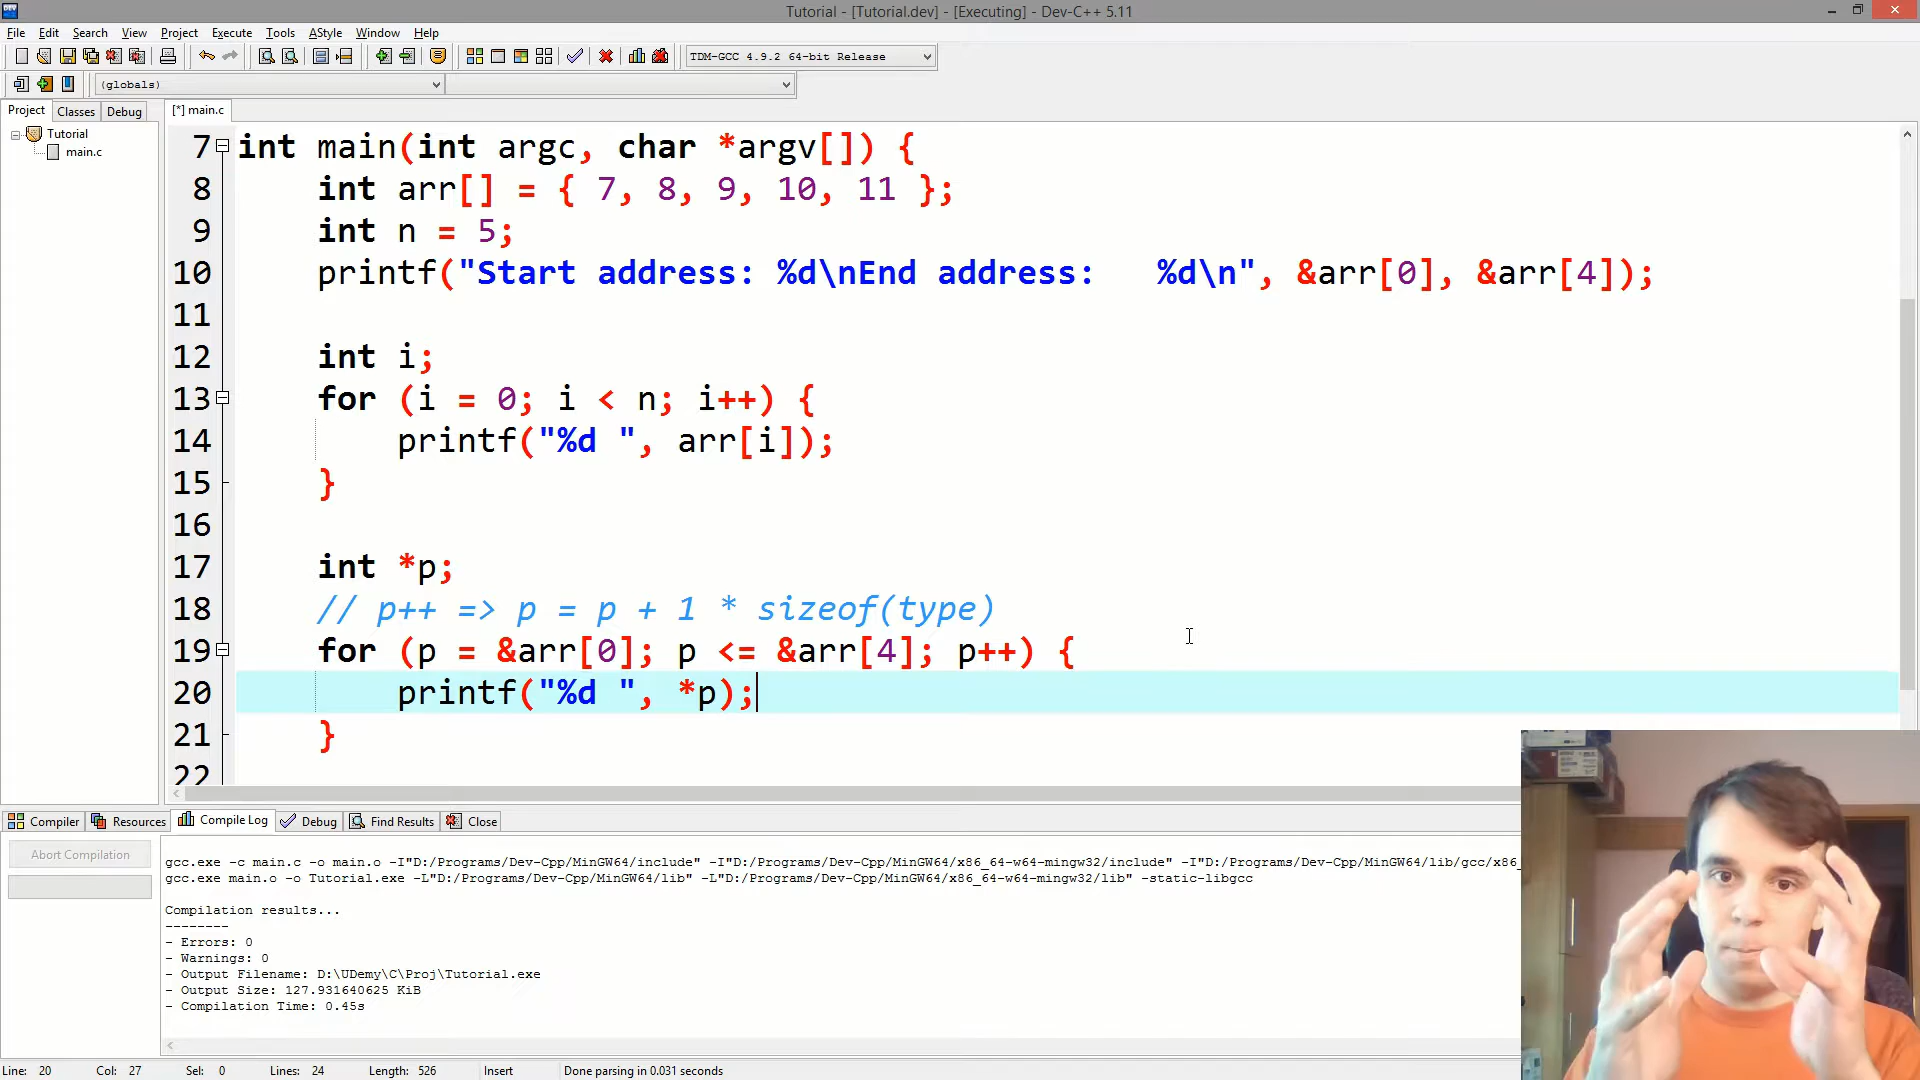 Tutorial - [Tutorial.dev] - [Executing] - Dev-C++ 5.11
File Edit Search View Project Execute Tools AStyle Window Help
TDM-GCC 4.9.2 64-bit Release
(globals)
Project Classes Debug
[*] main.c
Tutorial
main.c
7 int main(int argc, char *argv[]) {
8 int arr[] = { 7, 8, 9, 10, 11 };
9 int n = 5;
10 printf("Start address: %d\nEnd address:   %d\n", &arr[0], &arr[4]);
11
12 int i;
13 for (i = 0; i < n; i++) {
14 printf("%d ", arr[i]);
15 }
16
17 int *p;
18 // p++ => p = p + 1 * sizeof(type)
19 for (p = &arr[0]; p <= &arr[4]; p++) {
20 printf("%d ", *p);
21 }
22
Compiler Resources Compile Log Debug Find Results Close
Abort Compilation
gcc.exe -c main.c -o main.o -I"D:/Programs/Dev-Cpp/MinGW64/include" -I"D:/Programs/Dev-Cpp/MinGW64/x86_64-w64-mingw32/include" -I"D:/Programs/Dev-Cpp/MinGW64/lib/gcc/x86_
gcc.exe main.o -o Tutorial.exe -L"D:/Programs/Dev-Cpp/MinGW64/lib" -L"D:/Programs/Dev-Cpp/MinGW64/x86_64-w64-mingw32/lib" -static-libgcc
Compilation results...
--------
- Errors: 0
- Warnings: 0
- Output Filename: D:\UDemy\C\Proj\Tutorial.exe
- Output Size: 127.931640625 KiB
- Compilation Time: 0.45s
Line: 20 Col: 27 Sel: 0 Lines: 24 Length: 526 Insert Done parsing in 0.031 seconds